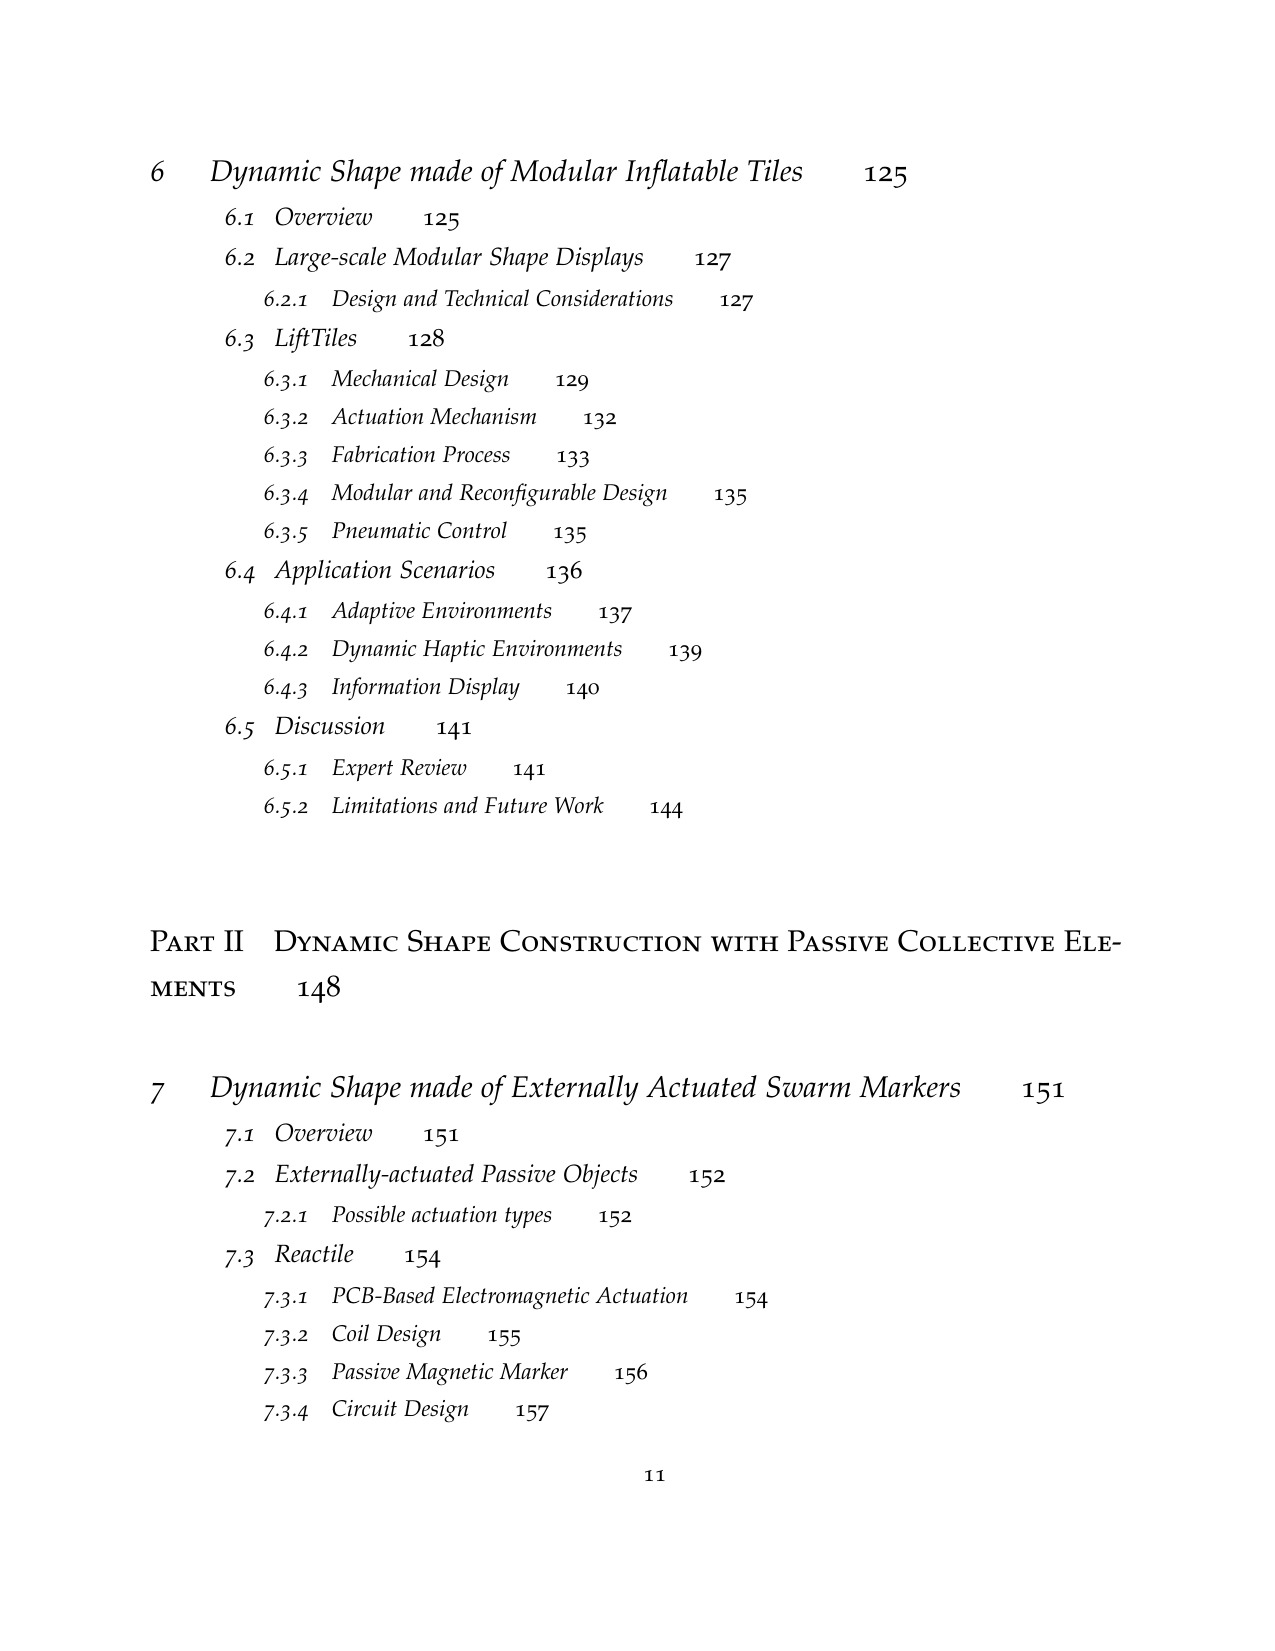 6 Dynamic Shape made of Modular Inflatable Tiles 125
6.1 Overview 125
6.2 Large-scale Modular Shape Displays 127
6.2.1 Design and Technical Considerations 127
6.3 LiftTiles 128
6.3.1 Mechanical Design 129
6.3.2 Actuation Mechanism 132
6.3.3 Fabrication Process 133
6.3.4 Modular and Reconfigurable Design 135
6.3.5 Pneumatic Control 135
6.4 Application Scenarios 136
6.4.1 Adaptive Environments 137
6.4.2 Dynamic Haptic Environments 139
6.4.3 Information Display 140
6.5 Discussion 141
6.5.1 Expert Review 141
6.5.2 Limitations and Future Work 144
Part II Dynamic Shape Construction with Passive Collective Ele-
ments 148
7 Dynamic Shape made of Externally Actuated Swarm Markers 151
7.1 Overview 151
7.2 Externally-actuated Passive Objects 152
7.2.1 Possible actuation types 152
7.3 Reactile 154
7.3.1 PCB-Based Electromagnetic Actuation 154
7.3.2 Coil Design 155
7.3.3 Passive Magnetic Marker 156
7.3.4 Circuit Design 157
11